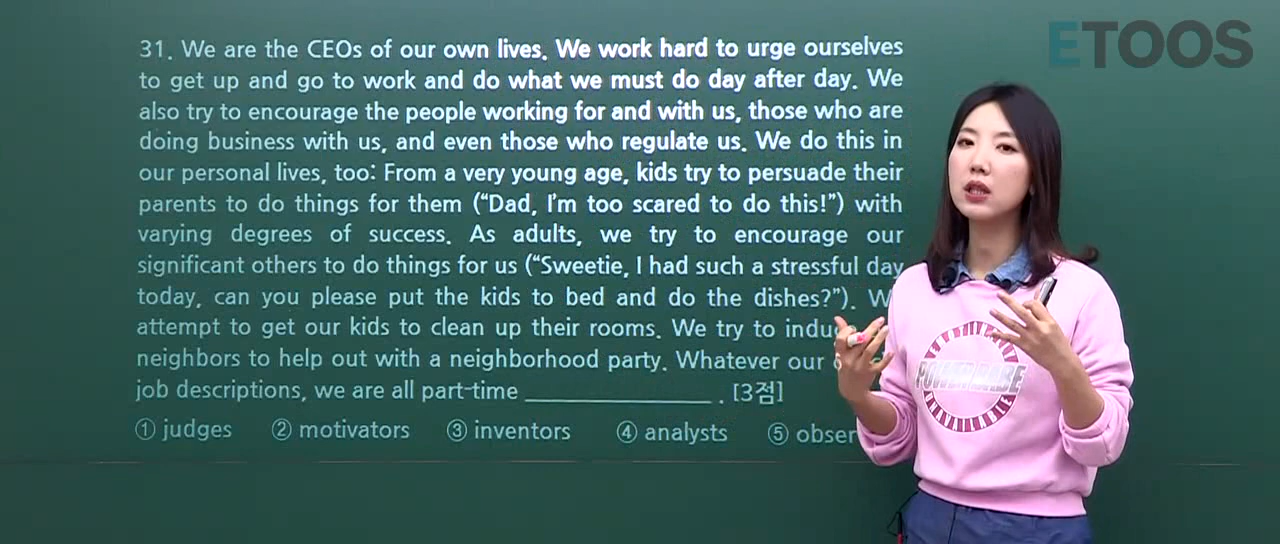 ETOOS
31. We are the CEOs of our own lives. We work hard to urge ourselves
to get up and go to work and do what we must do day after day. We
also try to encourage the people working for and with us, those who are
doing business with us, and even those who regulate us. We do this in
our personal lives, too: From a very young age, kids try to persuade their
parents to do things for them (“Dad, I’m too scared to do this!”) with
varying degrees of success. As adults, we try to encourage our
significant others to do things for us (“Sweetie, I had such a stressful day
today, can you please put the kids to bed and do the dishes?”).
attempt to get our kids to clean up their rooms. We try to
neighbors to help out with a neighborhood party. Whatever our
job descriptions, we are all part-time ____________ . [3점]
① judges ② motivators ③ inventors ④ analysts ⑤
POWER BABE
UNAVAILABLE